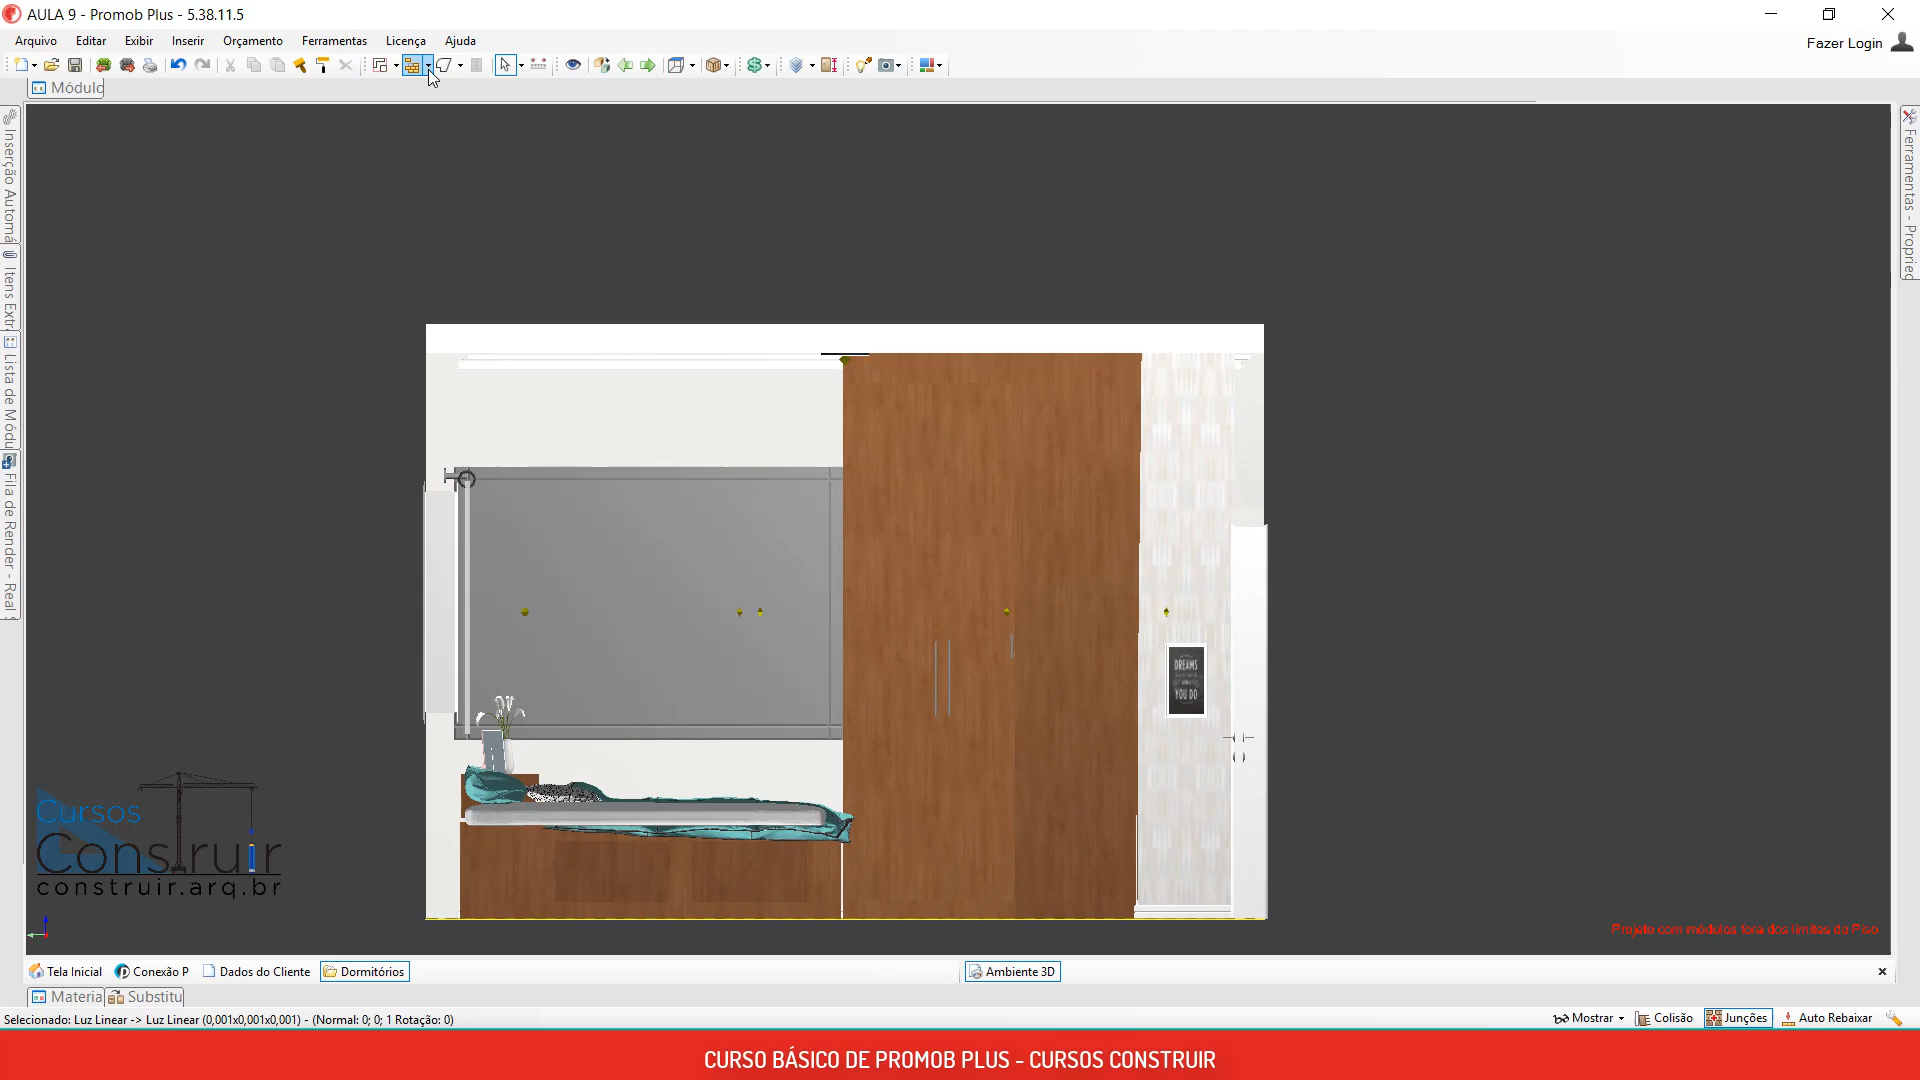 AULA 9 - Promob Plus - 5.38.11.5
Arquivo Editar Exibir Inserir Orçamento Ferramentas Licença Ajuda
Fazer Login
Módulo
Inserção Automá
Itens Extr
Lista de Módu
Fila de Render - Real
Ferramentas - Propried
DREAMS
YOU DO
Cursos
Construir
construir.arq.br
Projeto com módulos fora dos limites do Piso
Tela Inicial Conexão P Dados do Cliente Dormitórios Ambiente 3D
Materia Substitu
Selecionado: Luz Linear -> Luz Linear (0,001x0,001x0,001) - (Normal: 0; 0; 1 Rotação: 0) Mostrar Colisão Junções Auto Rebaixar
CURSO BÁSICO DE PROMOB PLUS - CURSOS CONSTRUIR